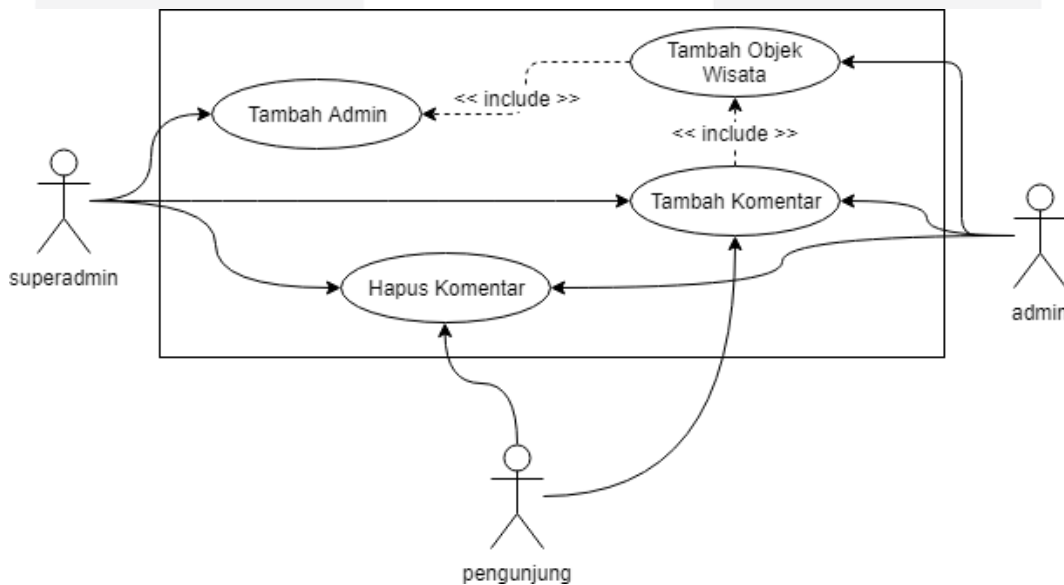 Tambah Objek
Wisata
<< include >>
Tambah Admin
<< include >>
Tambah Komentar
superadmin
Hapus Komentar
admin
pengunjung